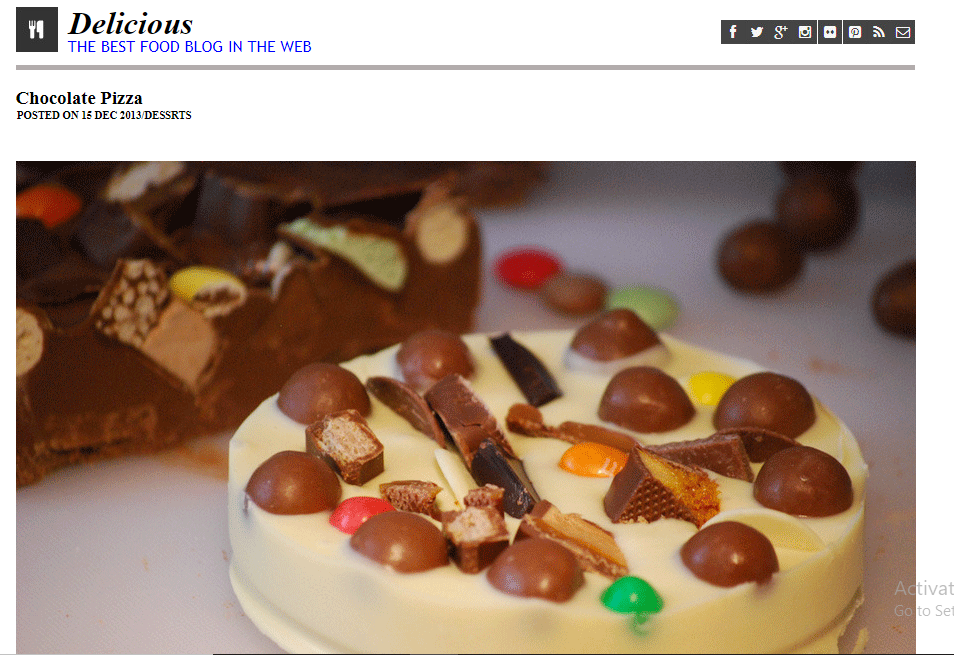 Delicious
THE BEST FOOD BLOG IN THE WEB
Chocolate Pizza
POSTED ON 15 DEC 2013/DESSRTS
Activat
Go to Set